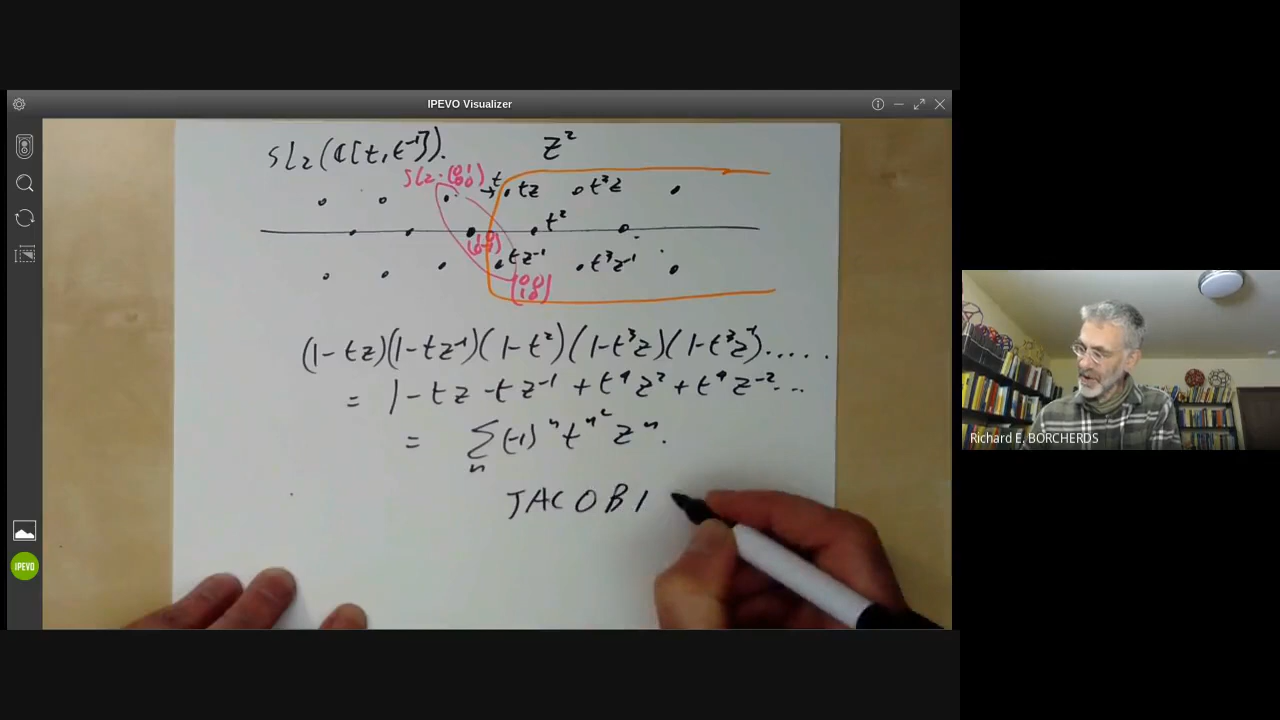 IPEVO Visualizer
sl₂(ℂ[t,t⁻¹]). z²
sl₂·(0 1 0 0) t → tz t³z
t²
(1 0 0 -1) tz⁻¹ t³z⁻¹
(0 0 1 0)
(1-tz)(1-tz⁻¹)(1-t²)(1-t³z)(1-t³z⁻¹).....
= 1-tz-tz⁻¹+t⁴z²+t⁴z⁻²...
= Σₙ(-1)ⁿt^n²zⁿ.
JACOBI
Richard E. BORCHERDS
IPEVO